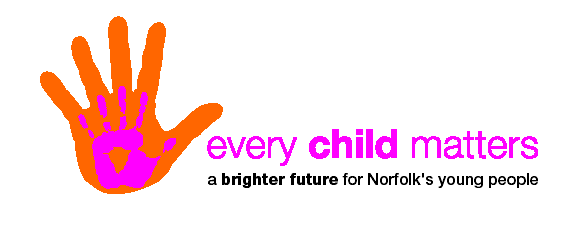 every child matters
a brighter future for Norfolk's young people